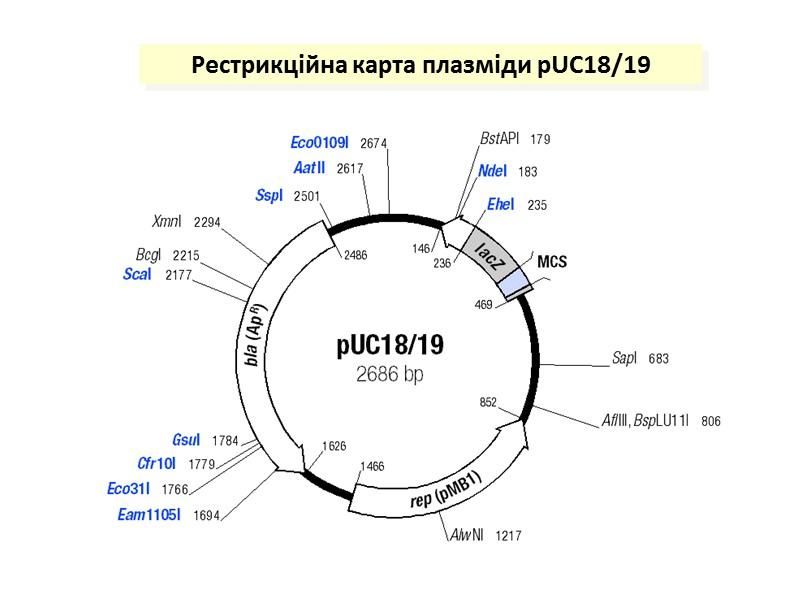 Рестрикційна карта плазміди pUC18/19
Eco0109I 2674
AatII 2617
SspI 2501
XmnI 2294
BcgI 2215
ScaI 2177
BstAPI 179
NdeI 183
EheI 235
146
236
lacZ
MCS
469
2486
bla (ApR)
pUC18/19
2686 bp
SapI 683
852
AflIII, BspLU11I 806
GsuI 1784
Cfr10I 1779
Eco31I 1766
Eam1105I 1694
1626
1466
rep (pMB1)
AlwNI 1217